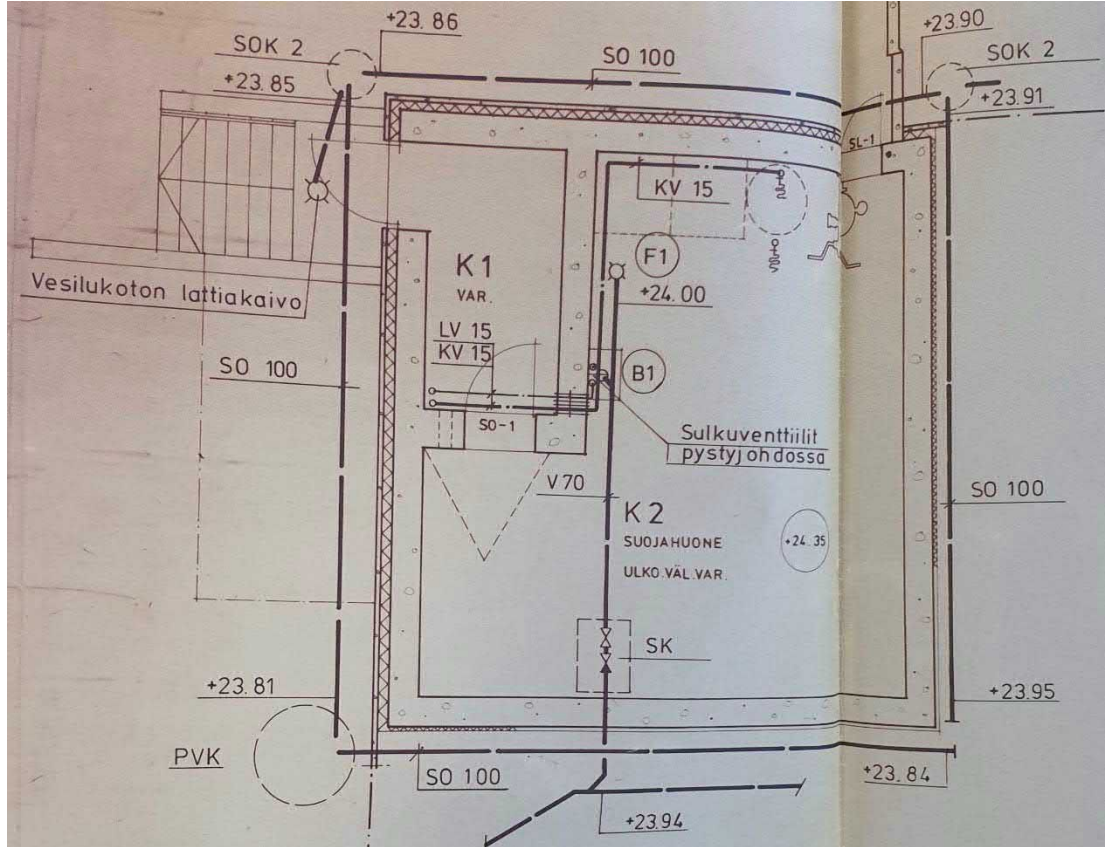 +23.86
+23.90
SOK 2
SO 100
SOK 2
+23.85
+23.91
SL-1
KV 15
K1
F1
VAR.
+24.00
Vesilukoton lattiakaivo
LV 15
KV 15
SO 100
B1
SO-1
Sulkuventtiilit
pystyjohdossa
V 70
SO 100
K2
SUOJAHUONE
+24.35
ULKO.VÄL.VAR.
SK
+23.81
+23.95
PVK
SO 100
+23.84
+23.94